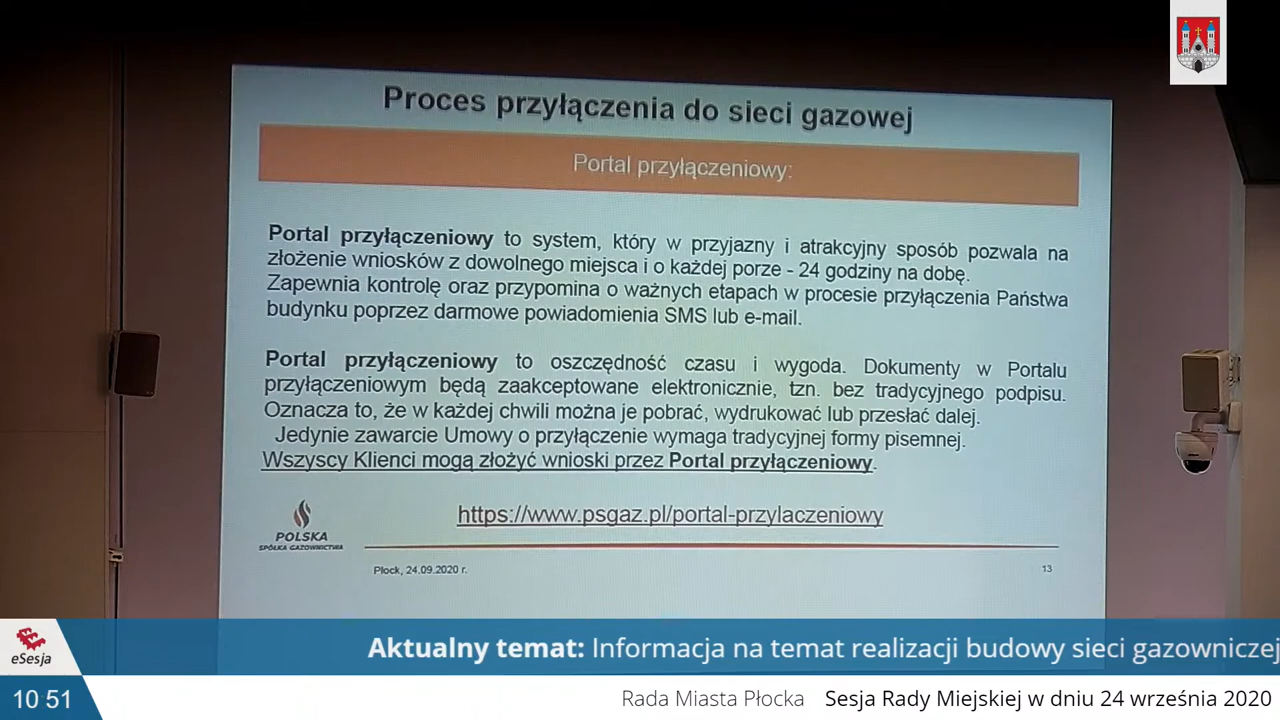 Proces przyłączenia do sieci gazowej
Portal przyłączeniowy:
Portal przyłączeniowy to system, który w przyjazny i atrakcyjny sposób pozwala na
złożenie wniosków z dowolnego miejsca i o każdej porze - 24 godziny na dobę.
Zapewnia kontrolę oraz przypomina o ważnych etapach w procesie przyłączenia Państwa
budynku poprzez darmowe powiadomienia SMS lub e-mail.
Portal przyłączeniowy to oszczędność czasu i wygoda. Dokumenty w Portalu
przyłączeniowym będą zaakceptowane elektronicznie, tzn. bez tradycyjnego podpisu.
Oznacza to, że w każdej chwili można je pobrać, wydrukować lub przesłać dalej.
Jedynie zawarcie Umowy o przyłączenie wymaga tradycyjnej formy pisemnej.
Wszyscy Klienci mogą złożyć wnioski przez Portal przyłączeniowy.
https://www.psgaz.pl/portal-przylaczeniowy
POLSKA
SPÓŁKA GAZOWNICTWA
Płock, 24.09.2020 r.
13
Aktualny temat: Informacja na temat realizacji budowy sieci gazowniczej
eSesja
10 51
Rada Miasta Płocka Sesja Rady Miejskiej w dniu 24 września 2020